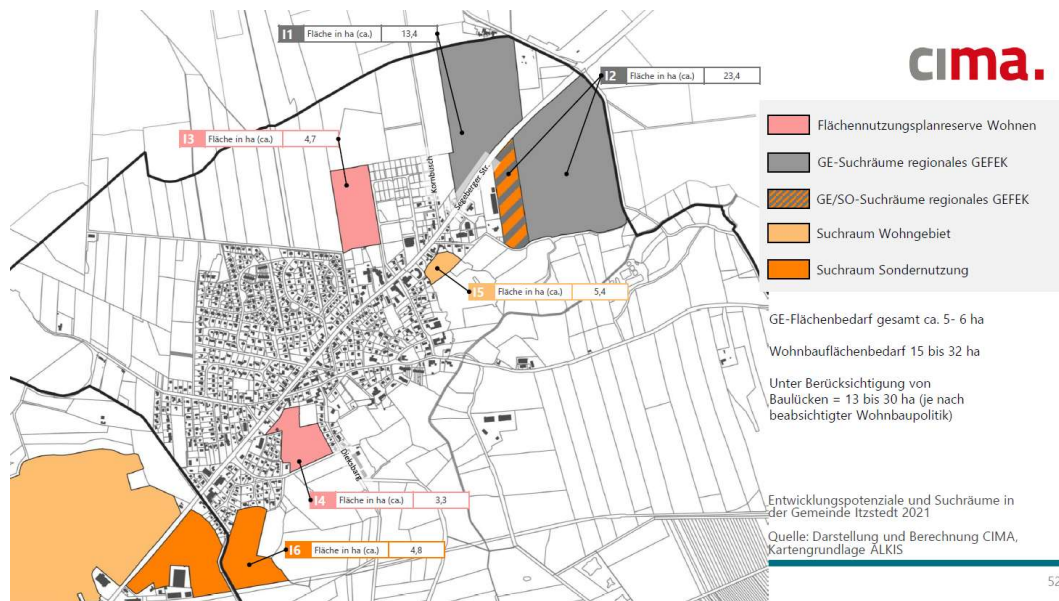 I1 Fläche in ha (ca.) 13,4
cima.
I2 Fläche in ha (ca.) 23,4
I3 Fläche in ha (ca.) 4,7
Kornbisch
Segeberger Str.
Flächennutzungsplanreserve Wohnen
GE-Suchräume regionales GEFEK
GE/SO-Suchräume regionales GEFEK
Suchraum Wohngebiet
Suchraum Sondernutzung
I5 Fläche in ha (ca.) 5,4
GE-Flächenbedarf gesamt ca. 5- 6 ha
Wohnbauflächenbedarf 15 bis 32 ha
Unter Berücksichtigung von
Baulücken = 13 bis 30 ha (je nach
beabsichtigter Wohnbaupolitik)
Dieksbarg
I4 Fläche in ha (ca.) 3,3
Entwicklungspotenziale und Suchräume in
der Gemeinde Itzstedt 2021
Quelle: Darstellung und Berechnung CIMA,
Kartengrundlage ALKIS
I6 Fläche in ha (ca.) 4,8
52